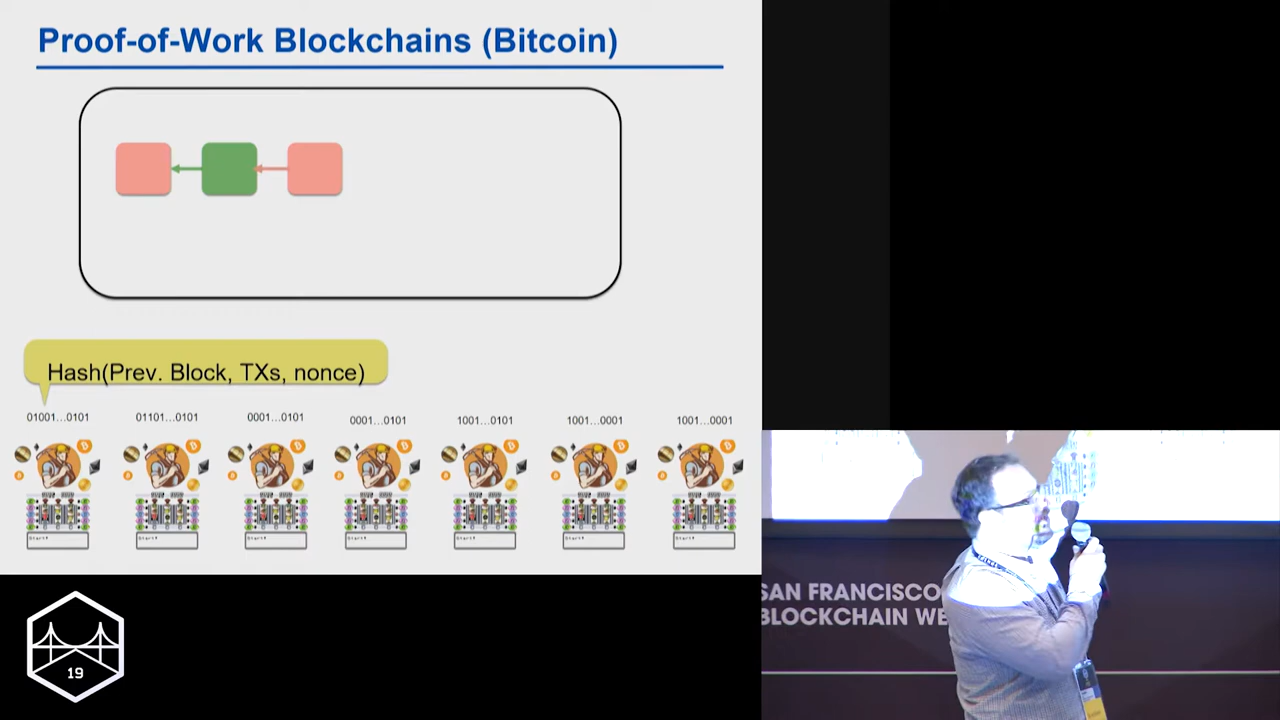 Proof-of-Work Blockchains (Bitcoin)
Hash(Prev. Block, TXs, nonce)
01001...0101
01101...0101
0001...0101
0001...0101
1001...0101
1001...0001
1001...0001
19
SAN FRANCISCO
BLOCKCHAIN WE